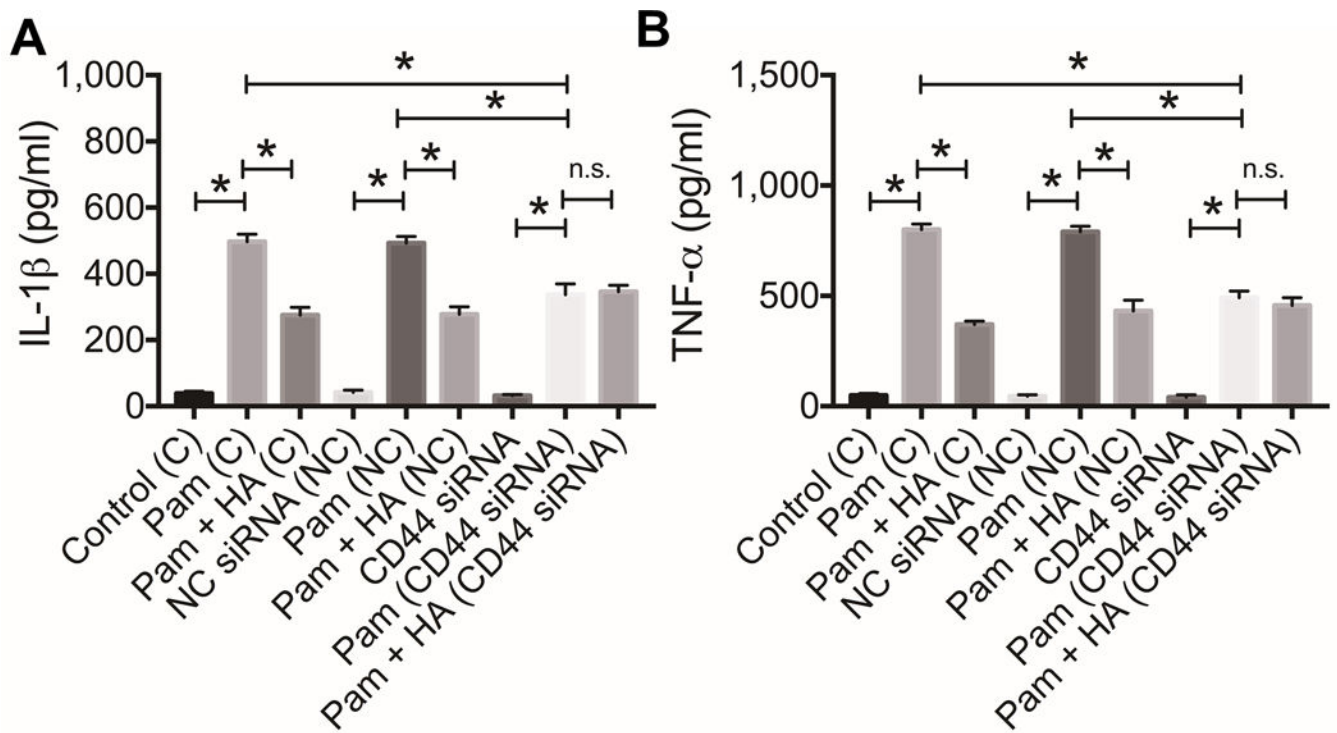 A
IL-1β (pg/ml)
1,000
800
600
400
200
0
*
*
*
*
*
*
*
n.s.
Control (C)
Pam (C)
Pam + HA (C)
NC siRNA (NC)
Pam (NC)
Pam + HA (NC)
CD44 siRNA
Pam (CD44 siRNA)
Pam + HA (CD44 siRNA)
B
TNF-α (pg/ml)
1,500
1,000
500
0
*
*
*
*
*
*
*
n.s.
Control (C)
Pam (C)
Pam + HA (C)
NC siRNA (NC)
Pam (NC)
Pam + HA (NC)
CD44 siRNA
Pam (CD44 siRNA)
Pam + HA (CD44 siRNA)